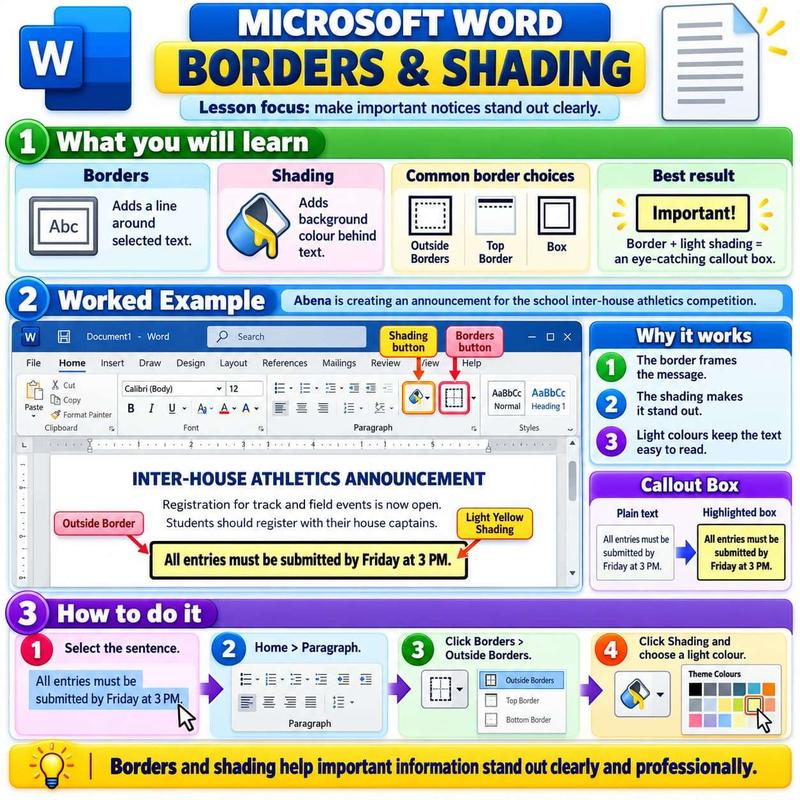 W
MICROSOFT WORD
BORDERS & SHADING
Lesson focus: make important notices stand out clearly.
1 What you will learn
Borders
Abc
Adds a line
around
selected text.
Shading
Adds
background
colour behind
text.
Common border choices
Outside
Borders
Top
Border
Box
Best result
Important!
Border + light shading =
an eye-catching callout box.
2 Worked Example
Abena is creating an announcement for the school inter-house athletics competition.
W
Document1 - Word
Search
Shading
button
Borders
button
File Home Insert Draw Design Layout References Mailings Review View Help
Paste
Cut
Copy
Format Painter
Clipboard
Calibri (Body) 12
B I U A A A
Font
Paragraph
AaBbCc
Normal
AaBbCc
Heading 1
Styles
INTER-HOUSE ATHLETICS ANNOUNCEMENT
Registration for track and field events is now open.
Students should register with their house captains.
Outside Border
Light Yellow
Shading
All entries must be submitted by Friday at 3 PM.
Why it works
1 The border frames
the message.
2 The shading makes
it stand out.
3 Light colours keep the text
easy to read.
Callout Box
Plain text
All entries must be
submitted by
Friday at 3 PM.
Highlighted box
All entries must be
submitted by
Friday at 3 PM.
3 How to do it
1 Select the sentence.
All entries must be
submitted by Friday at 3 PM.
2 Home > Paragraph.
Paragraph
3 Click Borders >
Outside Borders.
Outside Borders
Top Border
Bottom Border
4 Click Shading and
choose a light colour.
Theme Colours
Borders and shading help important information stand out clearly and professionally.